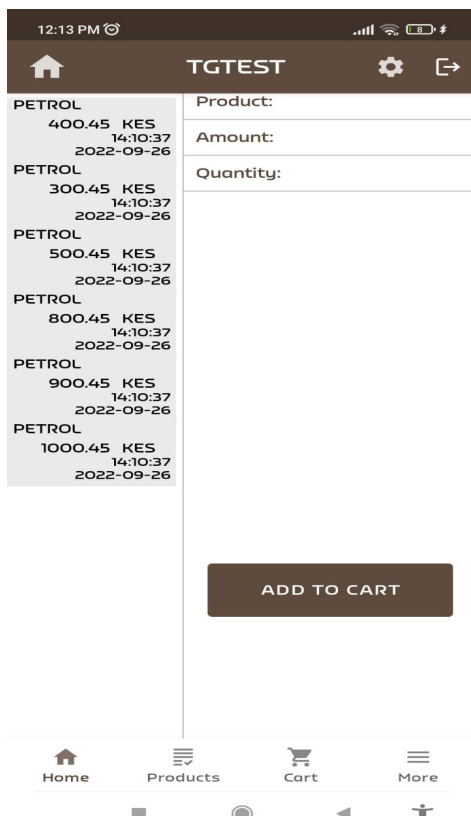 12:13 PM
8
TGTEST
PETROL
400.45 KES
14:10:37
2022-09-26
PETROL
300.45 KES
14:10:37
2022-09-26
PETROL
500.45 KES
14:10:37
2022-09-26
PETROL
800.45 KES
14:10:37
2022-09-26
PETROL
900.45 KES
14:10:37
2022-09-26
PETROL
1000.45 KES
14:10:37
2022-09-26
Product:
Amount:
Quantity:
ADD TO CART
Home
Products
Cart
More